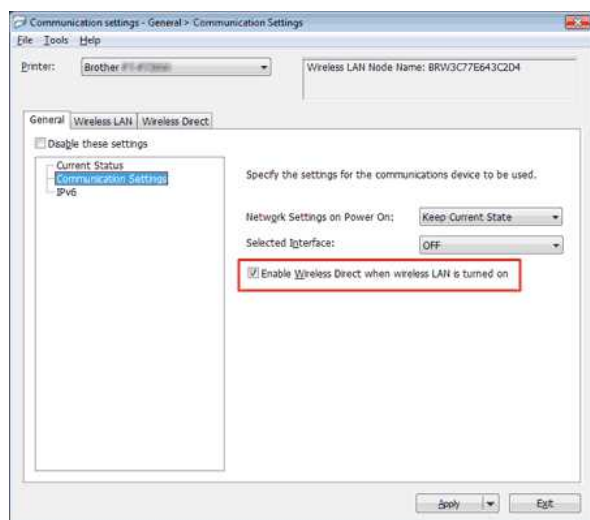 Communication settings - General > Communication Settings
File Tools Help
Printer: Brother
Wireless LAN Node Name: BRW3C77E643C2D4
General Wireless LAN Wireless Direct
Disable these settings
Current Status
Communication Settings
IPv6
Specify the settings for the communications device to be used.
Network Settings on Power On: Keep Current State
Selected Interface: OFF
Enable Wireless Direct when wireless LAN is turned on
Apply Exit